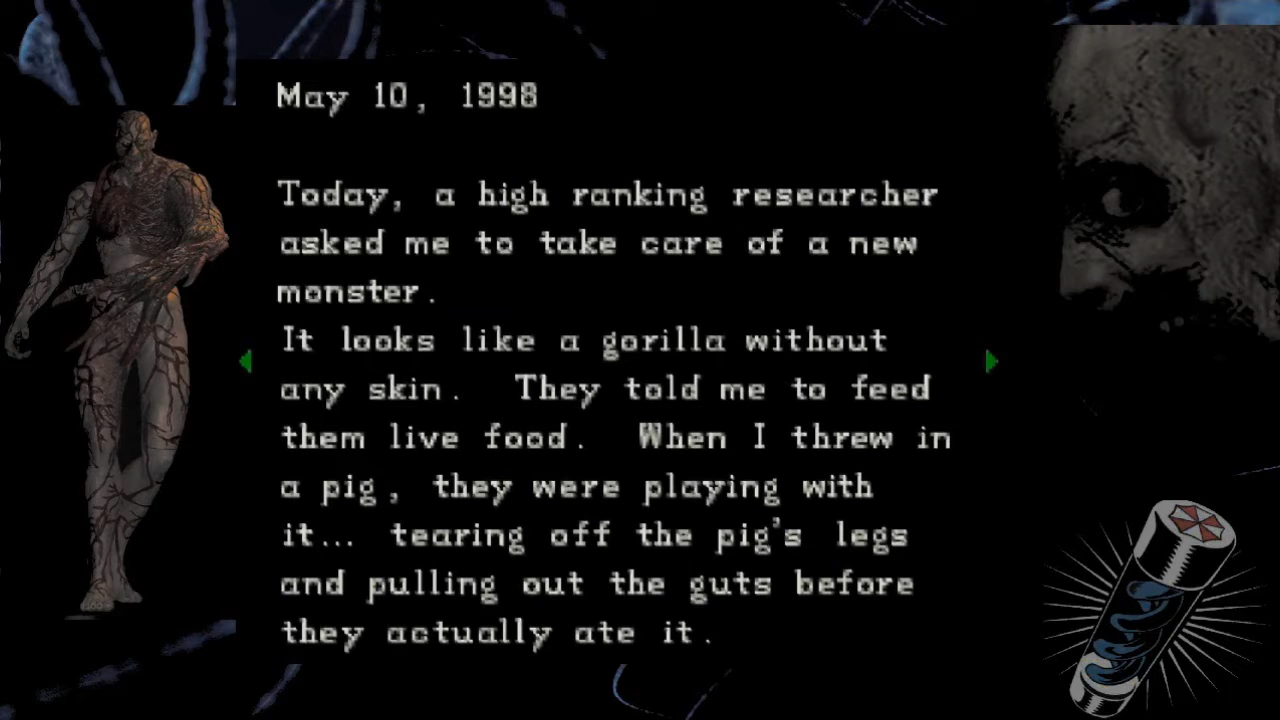 May 10, 1998
Today, a high ranking researcher
asked me to take care of a new
monster.
It looks like a gorilla without
any skin. They told me to feed
them live food. When I threw in
a pig, they were playing with
it... tearing off the pig's legs
and pulling out the guts before
they actually ate it.